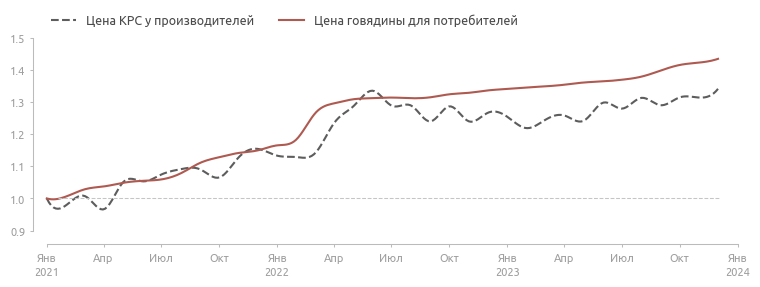 Цена КРС у производителей Цена говядины для потребителей
1.5
1.4
1.3
1.2
1.1
1.0
0.9
Янв Апр Июл Окт Янв Апр Июл Окт Янв Апр Июл Окт Янв
2021 2022 2023 2024